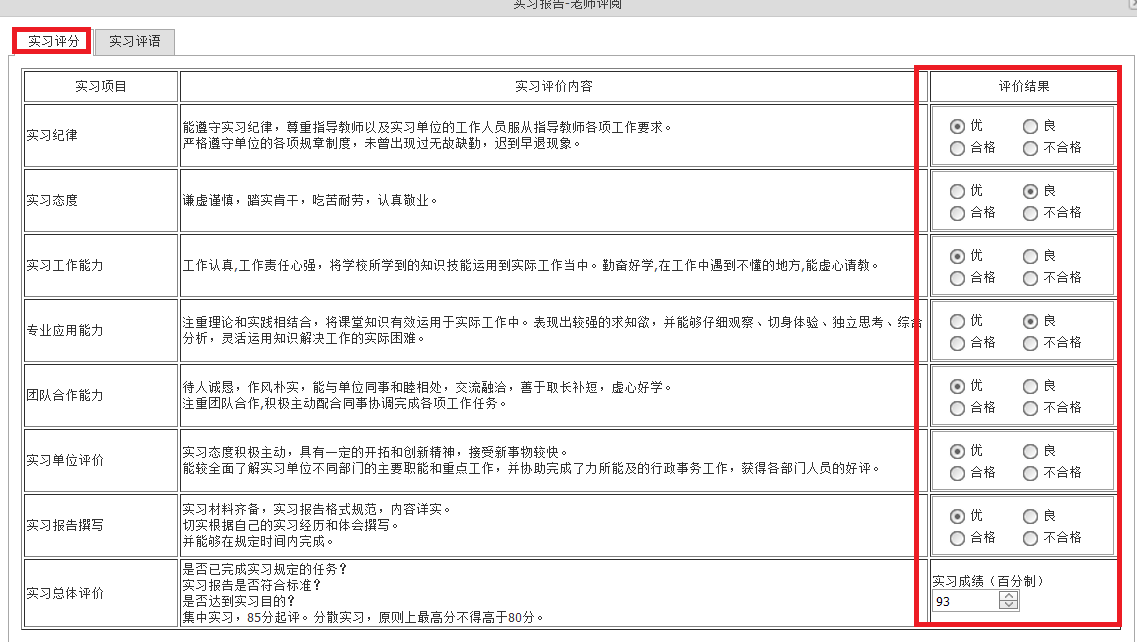 实习报告-老师评阅
实习评分 实习评语
实习项目 实习评价内容 评价结果
实习纪律
能遵守实习纪律，尊重指导教师以及实习单位的工作人员服从指导教师各项工作要求。
严格遵守单位的各项规章制度，未曾出现过无故缺勤，迟到早退现象。
优 良
合格 不合格
实习态度
谦虚谨慎，踏实肯干，吃苦耐劳，认真敬业。
优 良
合格 不合格
实习工作能力
工作认真,工作责任心强，将学校所学到的知识技能运用到实际工作当中。勤奋好学,在工作中遇到不懂的地方,能虚心请教。
优 良
合格 不合格
专业应用能力
注重理论和实践相结合，将课堂知识有效运用于实际工作中。表现出较强的求知欲，并能够仔细观察、切身体验、独立思考、综合
分析，灵活运用知识解决工作的实际困难。
优 良
合格 不合格
团队合作能力
待人诚恳，作风朴实，能与单位同事和睦相处，交流融洽，善于取长补短，虚心好学。
注重团队合作,积极主动配合同事协调完成各项工作任务。
优 良
合格 不合格
实习单位评价
实习态度积极主动，具有一定的开拓和创新精神，接受新事物较快。
能较全面了解实习单位不同部门的主要职能和重点工作，并协助完成了力所能及的行政事务工作，获得各部门人员的好评。
优 良
合格 不合格
实习报告撰写
实习材料齐备，实习报告格式规范，内容详实。
切实根据自己的实习经历和体会撰写。
并能够在规定时间内完成。
优 良
合格 不合格
实习总体评价
是否已完成实习规定的任务？
实习报告是否符合标准？
是否达到实习目的？
集中实习，85分起评。分散实习，原则上最高分不得高于80分。
实习成绩（百分制）
93